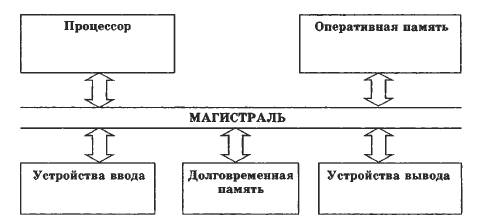 Процессор
Оперативная память
МАГИСТРАЛЬ
Устройства ввода
Долговременная
память
Устройства вывода